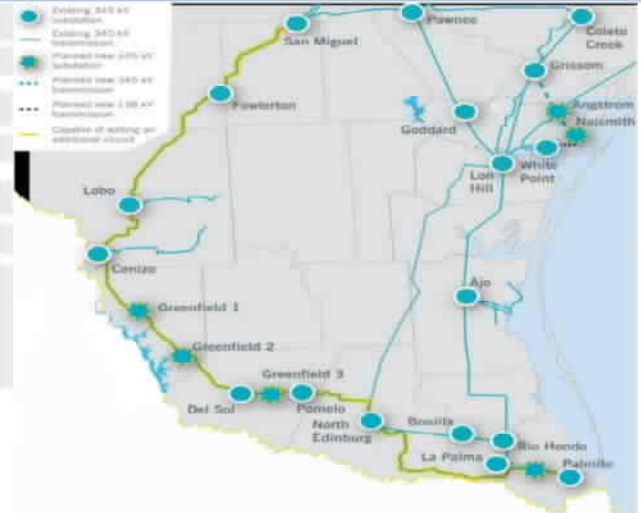 Existing 345 kV
substation
Existing 345 kV
transmission
Planned new 345 kV
substation
Planned new 345 kV
transmission
Planned new 138 kV
transmission
Capable of adding an
additional circuit
San Miguel
Pawnee
Coleto
Creek
Grissom
Fowlerton
Goddard
Angstrom
Naismith
Lon
Hill
White
Point
Lobo
Cenizo
Ajo
Greenfield 1
Greenfield 2
Greenfield 3
Del Sol
Pomelo
North
Edinburg
Bonilla
Rio Hondo
La Palma
Palmito